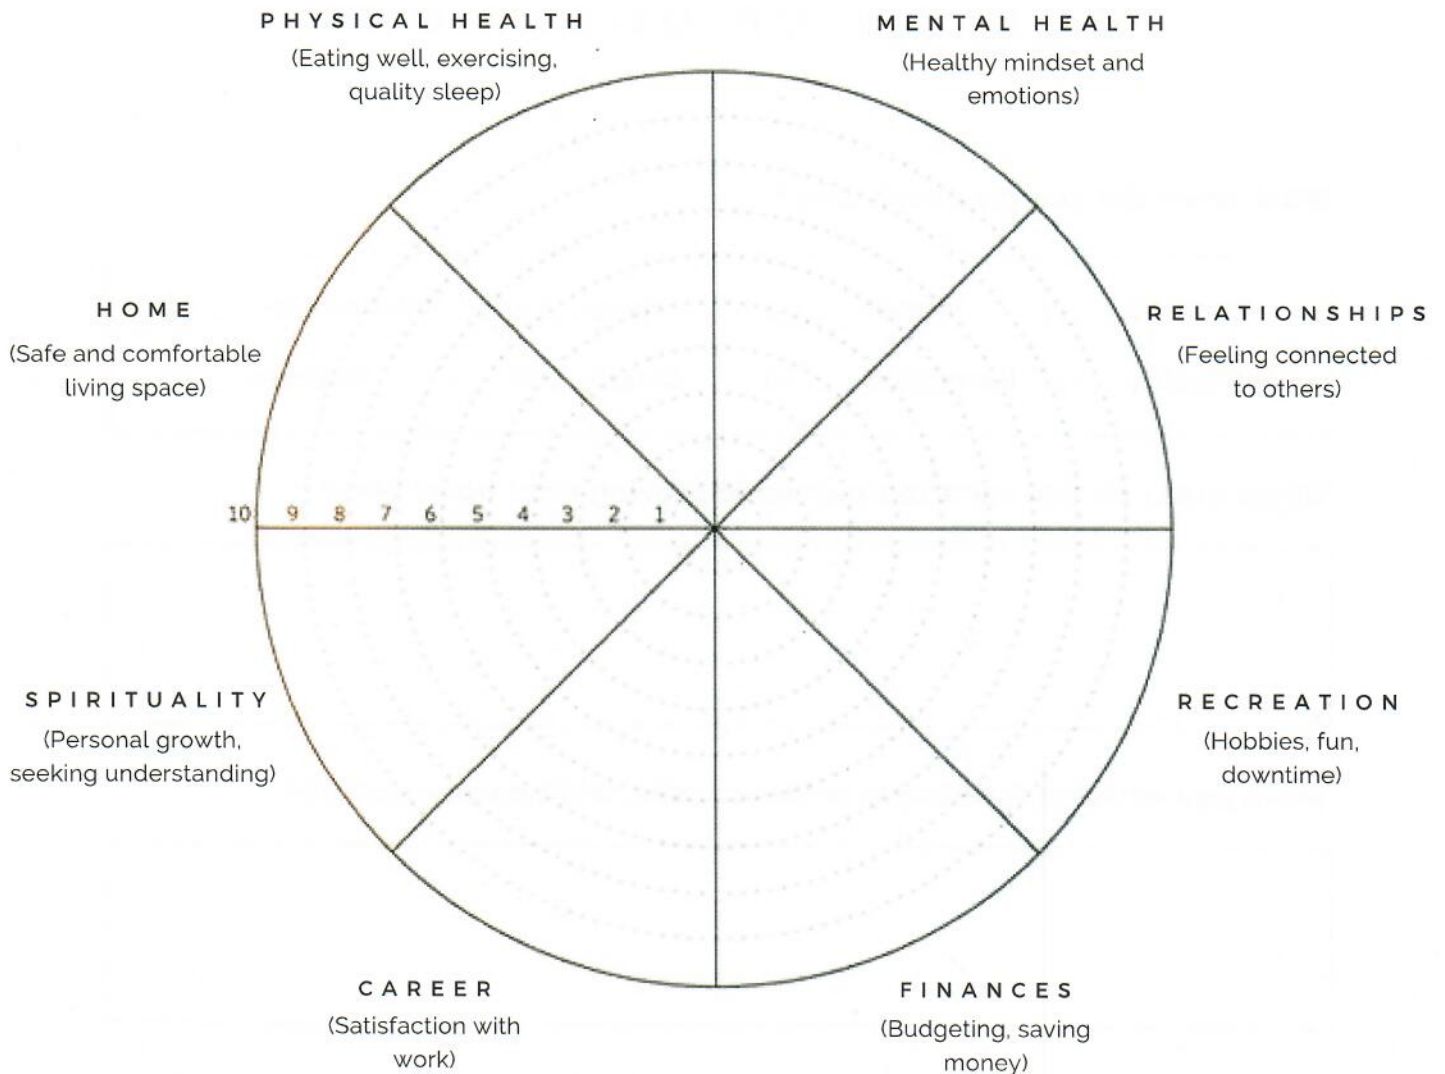 PHYSICAL HEALTH
(Eating well, exercising,
quality sleep)
MENTAL HEALTH
(Healthy mindset and
emotions)
HOME
(Safe and comfortable
living space)
RELATIONSHIPS
(Feeling connected
to others)
10 9 8 7 6 5 4 3 2 1
SPIRITUALITY
(Personal growth,
seeking understanding)
RECREATION
(Hobbies, fun,
downtime)
CAREER
(Satisfaction with
work)
FINANCES
(Budgeting, saving
money)